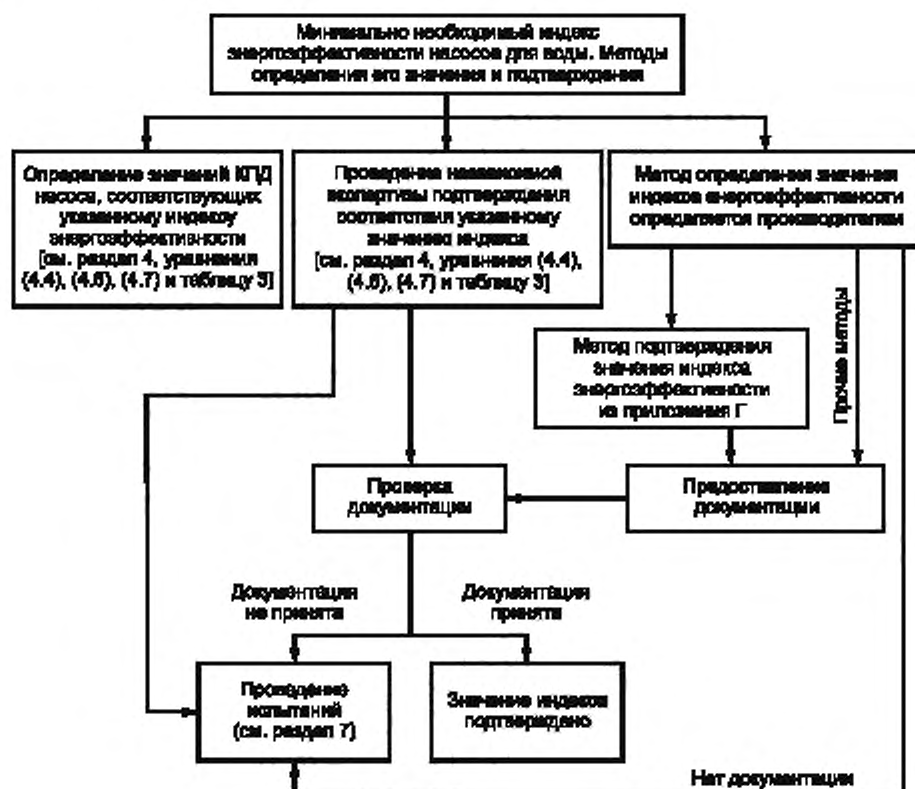 Минимально необходимый индекс
энергоэффективности насосов для воды. Методы
определения его значения и подтверждения
Определение значений КПД
насоса, соответствующих
указанному индексу
энергоэффективности
[см. раздел 4, уравнения
(4.4), (4.6), (4.7) и таблицу 3]
Проведение независимой
экспертизы подтверждения
соответствия указанному
значению индекса
[см. раздел 4, уравнения (4.4),
(4.6), (4.7) и таблицу 3]
Метод определения значения
индекса энергоэффективности
определяется производителем
Метод подтверждения
значения индекса
энергоэффективности
из приложения Г
Прочие методы
Проверка
документации
Предоставление
документации
Документация
не принята
Документация
принята
Проведение
испытаний
(см. раздел 7)
Значение индекса
подтверждено
Нет документации